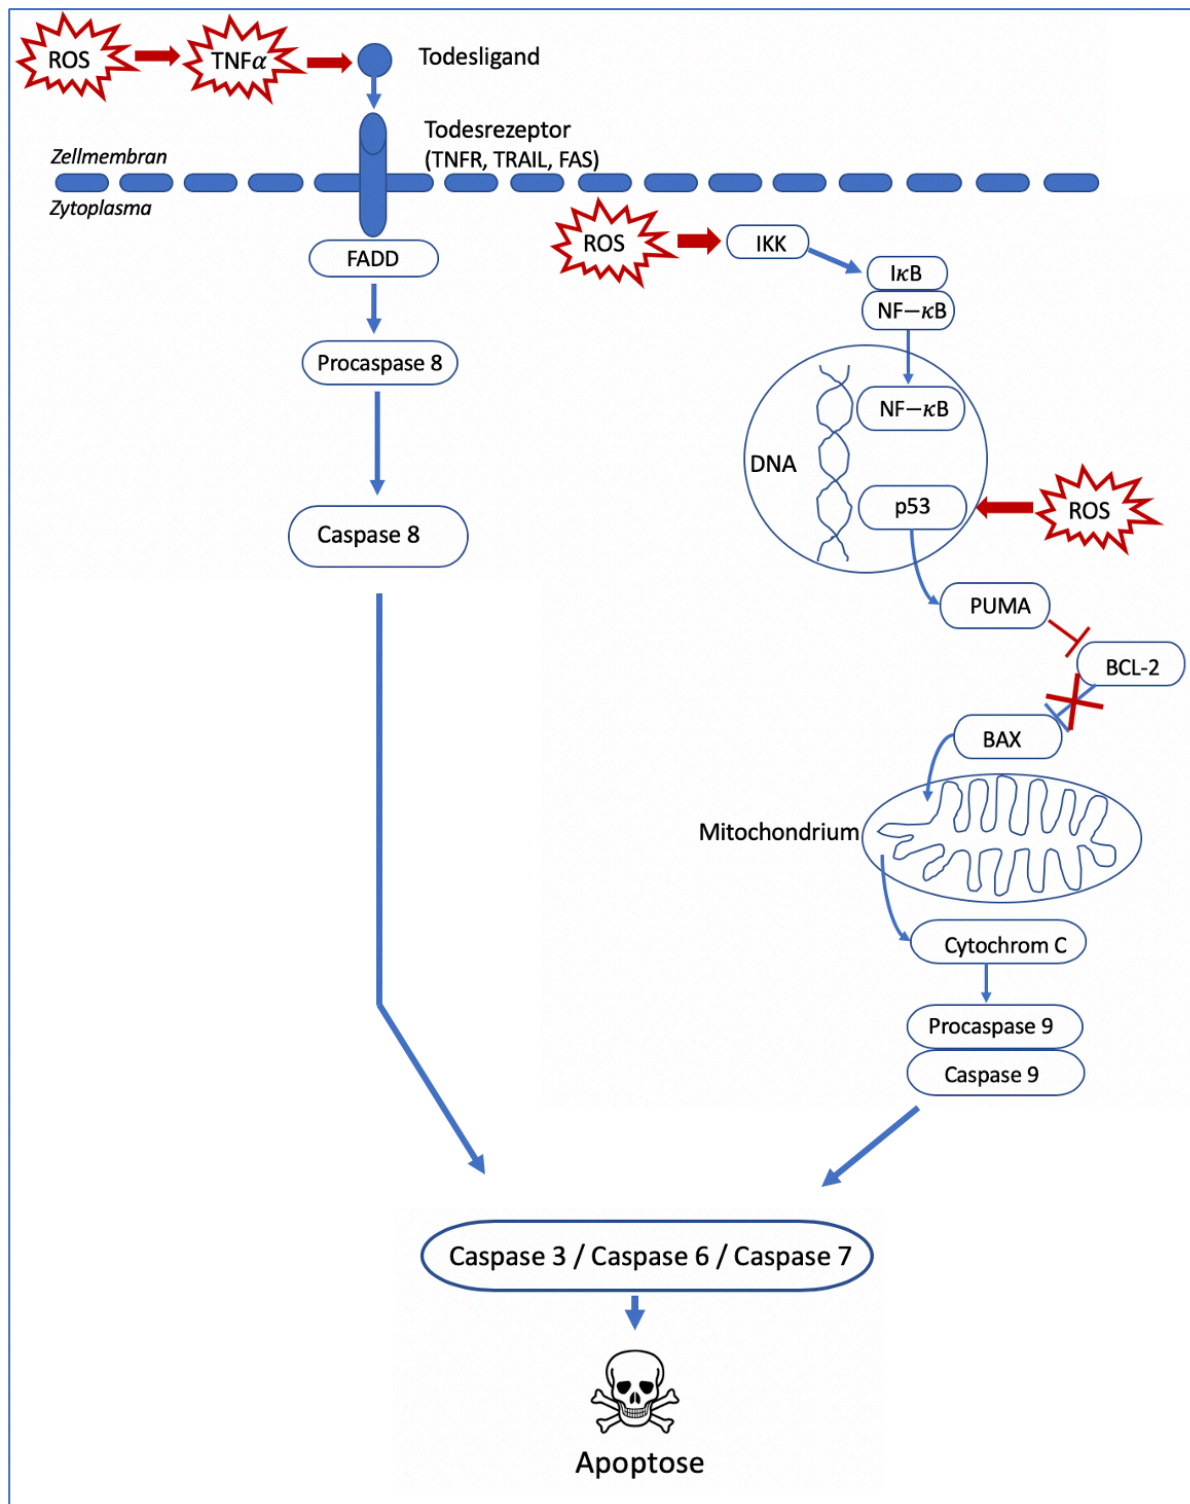 ROS
TNFα
Todesligand
Todesrezeptor
(TNFR, TRAIL, FAS)
Zellmembran
Zytoplasma
FADD
Procaspase 8
Caspase 8
ROS
IKK
IκB
NF–κB
NF–κB
DNA
p53
ROS
PUMA
BCL-2
BAX
Mitochondrium
Cytochrom C
Procaspase 9
Caspase 9
Caspase 3 / Caspase 6 / Caspase 7
Apoptose